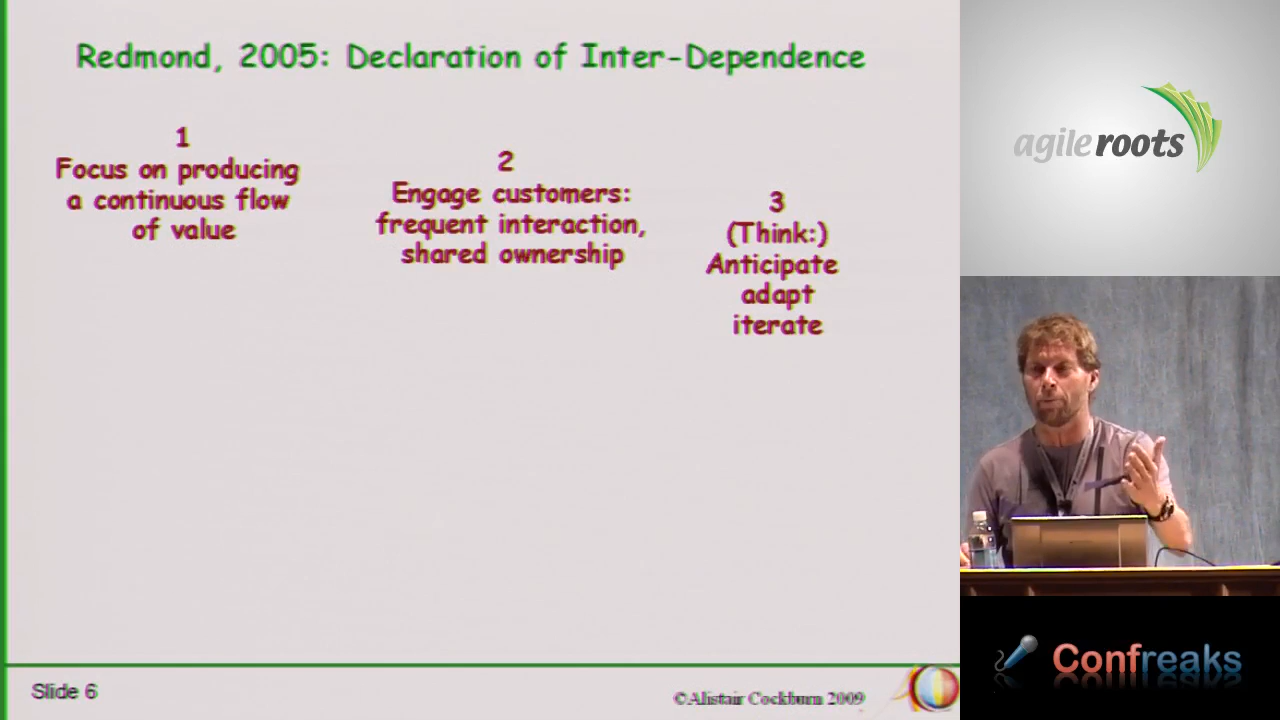 Redmond, 2005: Declaration of Inter-Dependence
1
Focus on producing
a continuous flow
of value
2
Engage customers:
frequent interaction,
shared ownership
3
(Think:)
Anticipate
adapt
iterate
Slide 6
©Alistair Cockburn 2009
agile roots
Confreaks